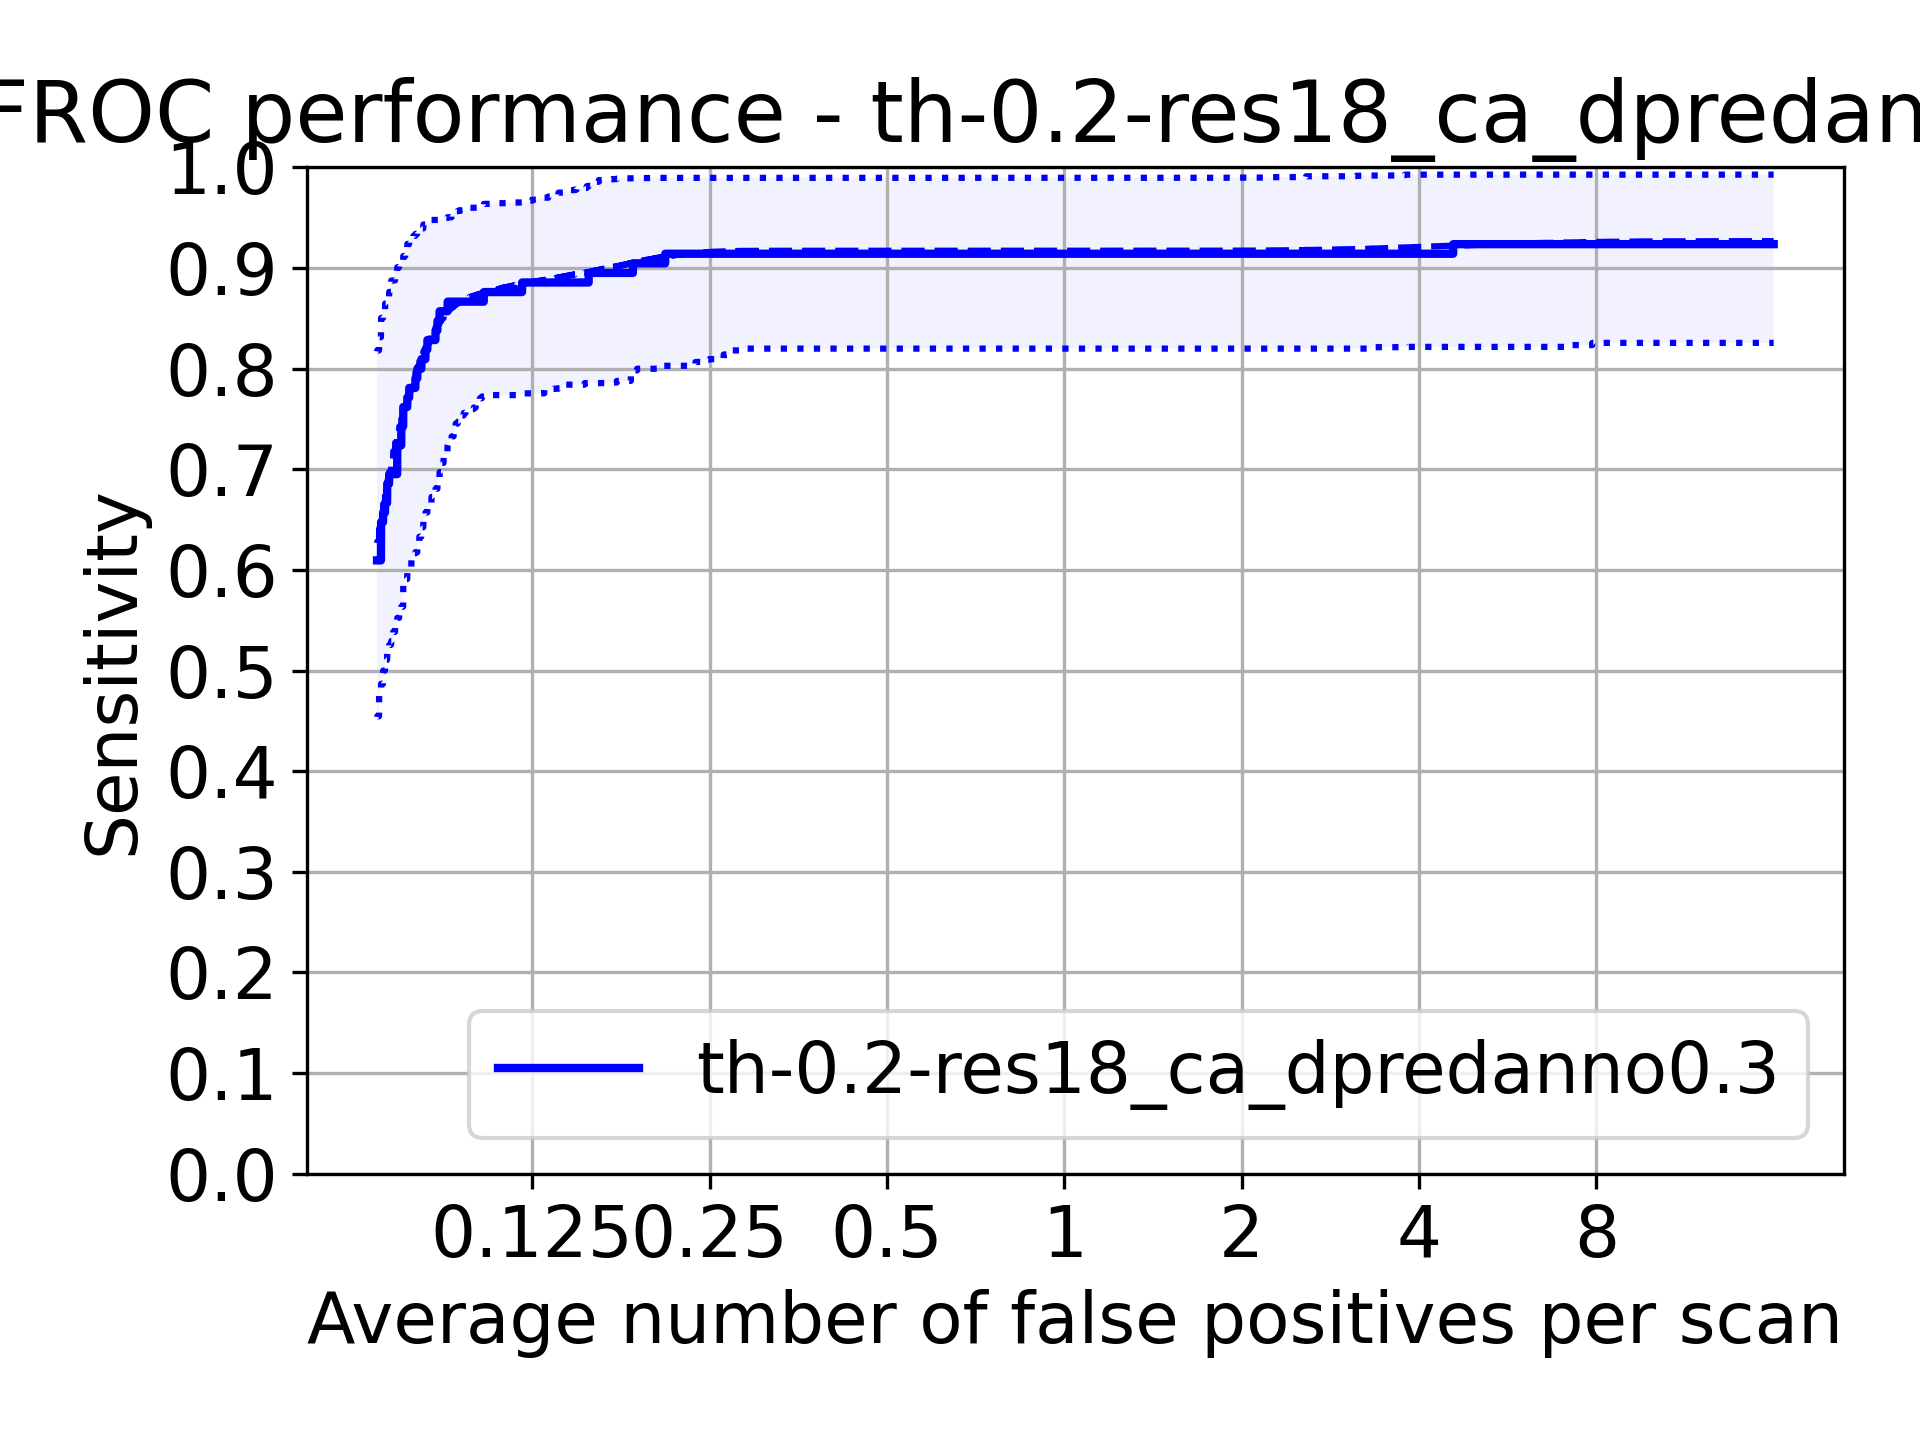 FROC performance - th-0.2-res18_ca_dpredan
1.0
0.9
0.8
0.7
0.6
0.5
0.4
0.3
0.2
0.1
0.0
Sensitivity
th-0.2-res18_ca_dpredanno0.3
0.125 0.25 0.5 1 2 4 8
Average number of false positives per scan